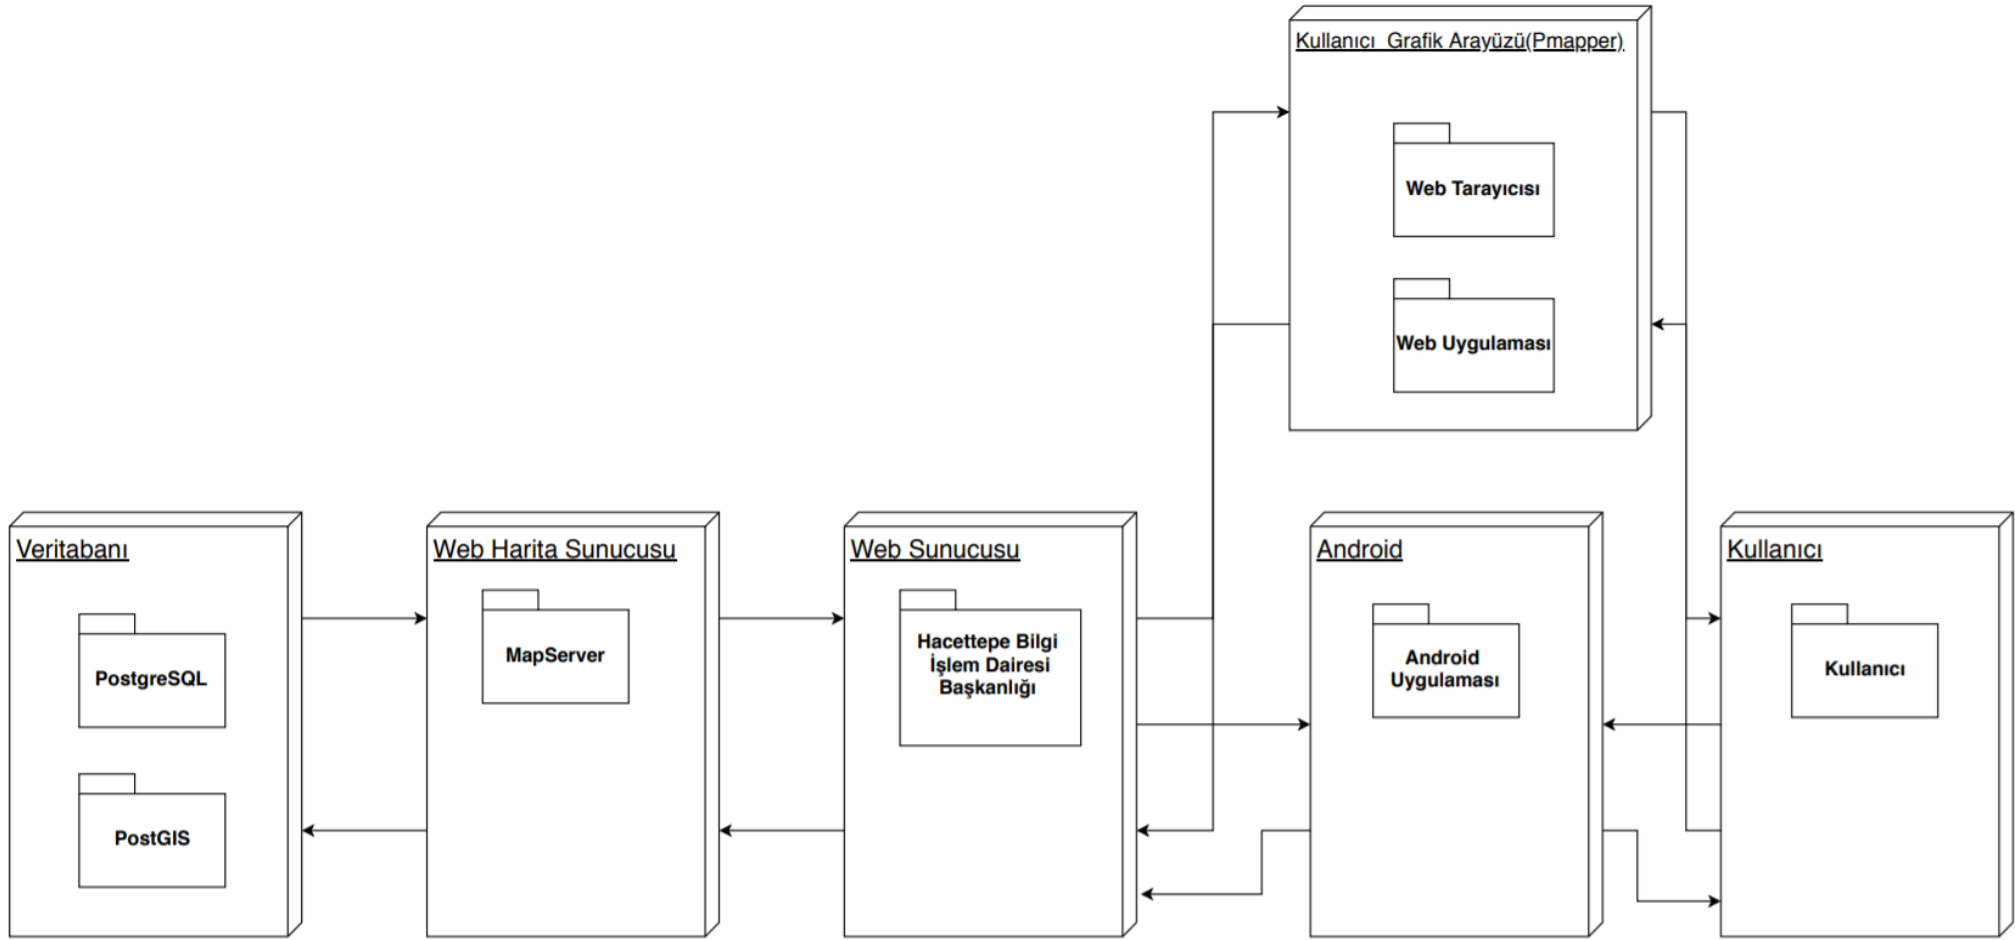 Kullanıcı Grafik Arayüzü(Pmapper)
Web Tarayıcısı
Web Uygulaması
Veritabanı
PostgreSQL
PostGIS
Web Harita Sunucusu
MapServer
Web Sunucusu
Hacettepe Bilgi
İşlem Dairesi
Başkanlığı
Android
Android
Uygulaması
Kullanıcı
Kullanıcı